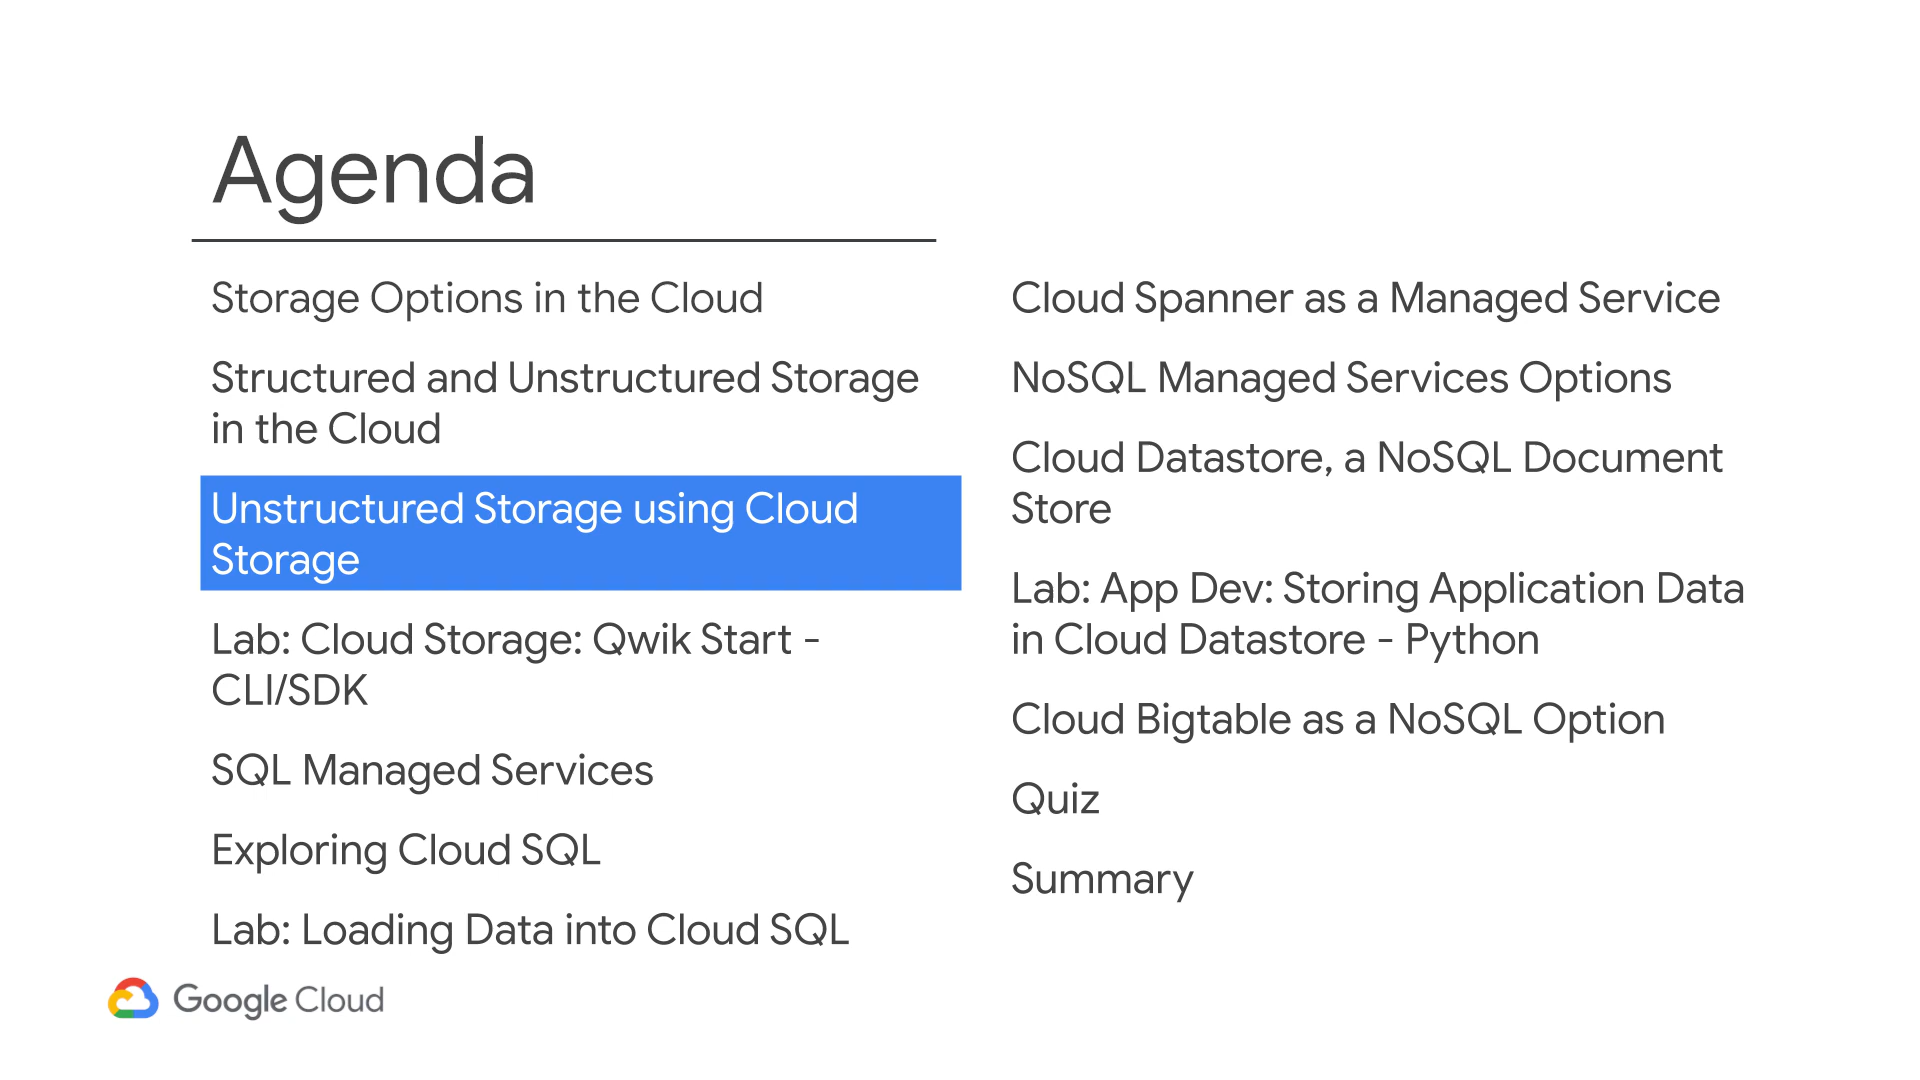 Agenda
Storage Options in the Cloud
Structured and Unstructured Storage
in the Cloud
Unstructured Storage using Cloud
Storage
Lab: Cloud Storage: Qwik Start -
CLI/SDK
SQL Managed Services
Exploring Cloud SQL
Lab: Loading Data into Cloud SQL
Cloud Spanner as a Managed Service
NoSQL Managed Services Options
Cloud Datastore, a NoSQL Document
Store
Lab: App Dev: Storing Application Data
in Cloud Datastore - Python
Cloud Bigtable as a NoSQL Option
Quiz
Summary
Google Cloud